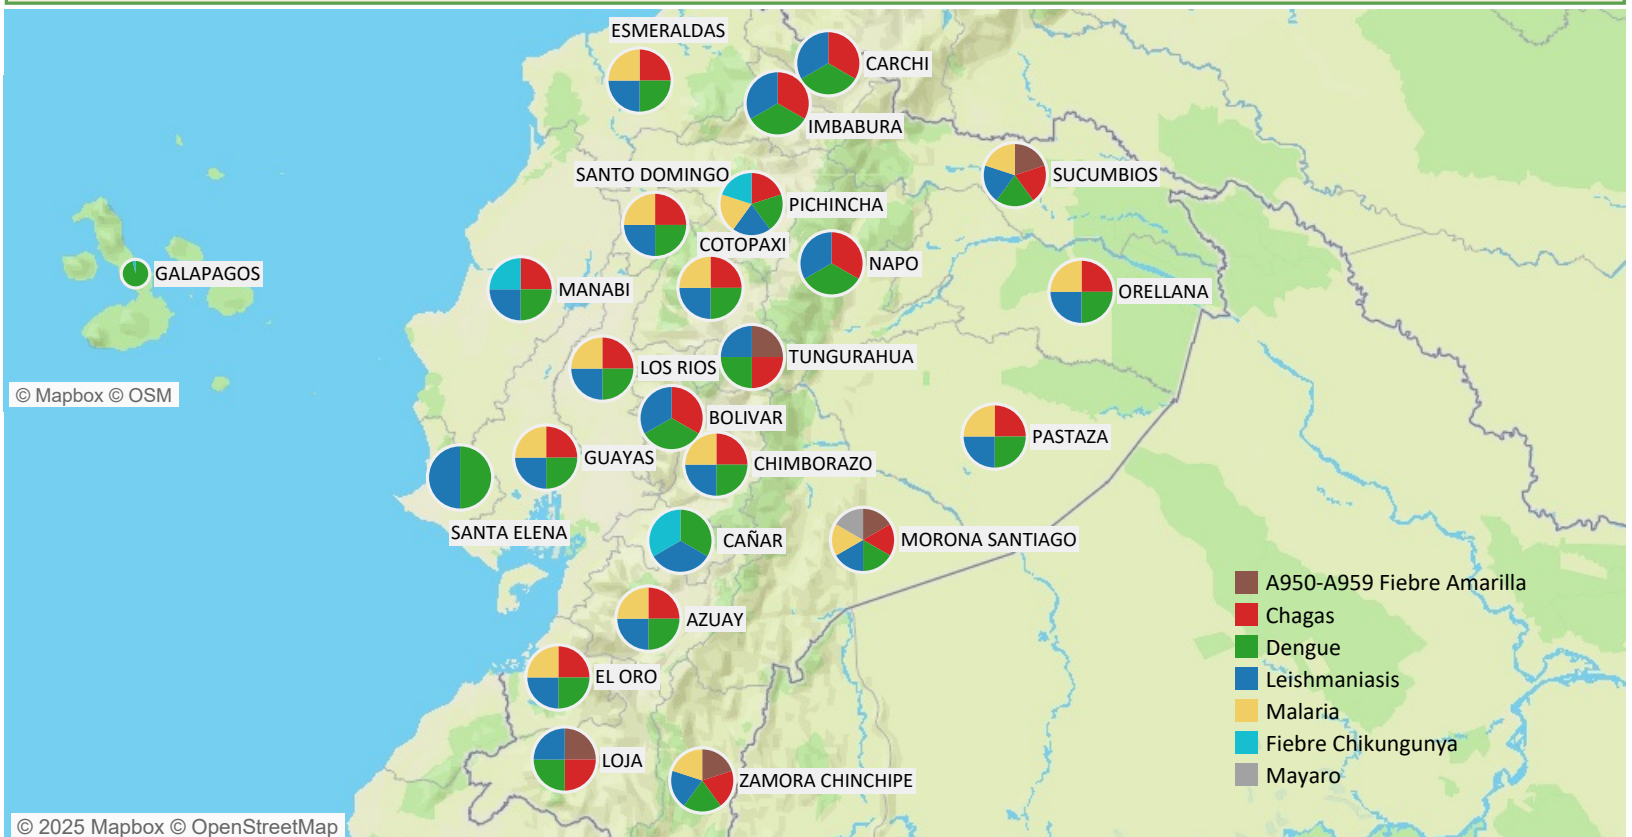 ESMERALDAS
CARCHI
IMBABURA
SANTO DOMINGO
SUCUMBIOS
PICHINCHA
COTOPAXI
NAPO
GALAPAGOS
MANABI
ORELLANA
TUNGURAHUA
LOS RIOS
© Mapbox © OSM
BOLIVAR
PASTAZA
GUAYAS
CHIMBORAZO
SANTA ELENA
CAÑAR
MORONA SANTIAGO
AZUAY
EL ORO
LOJA
ZAMORA CHINCHIPE
A950-A959 Fiebre Amarilla
Chagas
Dengue
Leishmaniasis
Malaria
Fiebre Chikungunya
Mayaro
© 2025 Mapbox © OpenStreetMap